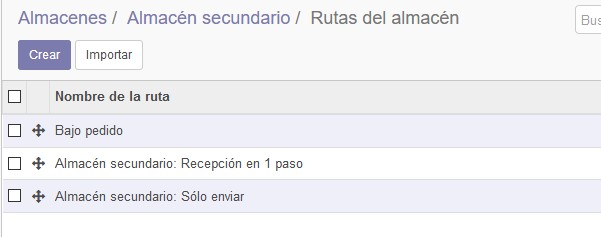 Almacenes / Almacén secundario / Rutas del almacén
Bus
Crear Importar
Nombre de la ruta
Bajo pedido
Almacén secundario: Recepción en 1 paso
Almacén secundario: Sólo enviar